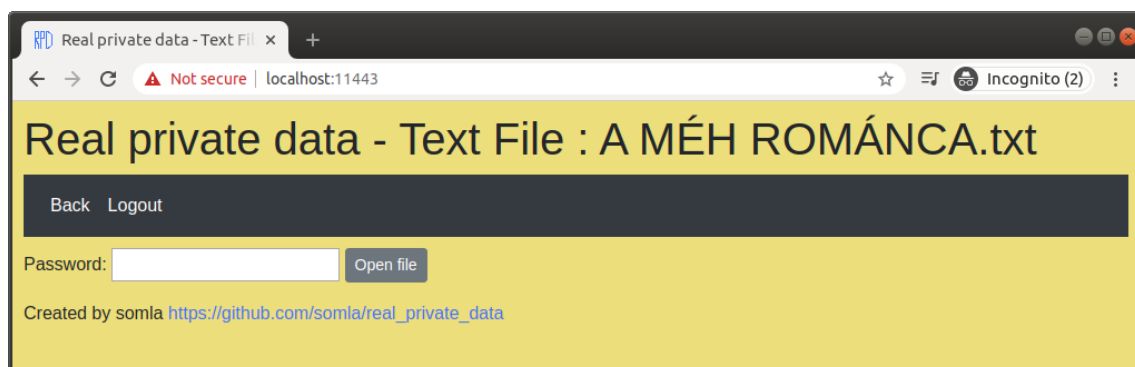 RPD Real private data - Text Fil
Not secure localhost:11443 Incognito (2)
Real private data - Text File : A MÉH ROMÁNCA.txt
Back Logout
Password: Open file
Created by somla https://github.com/somla/real_private_data